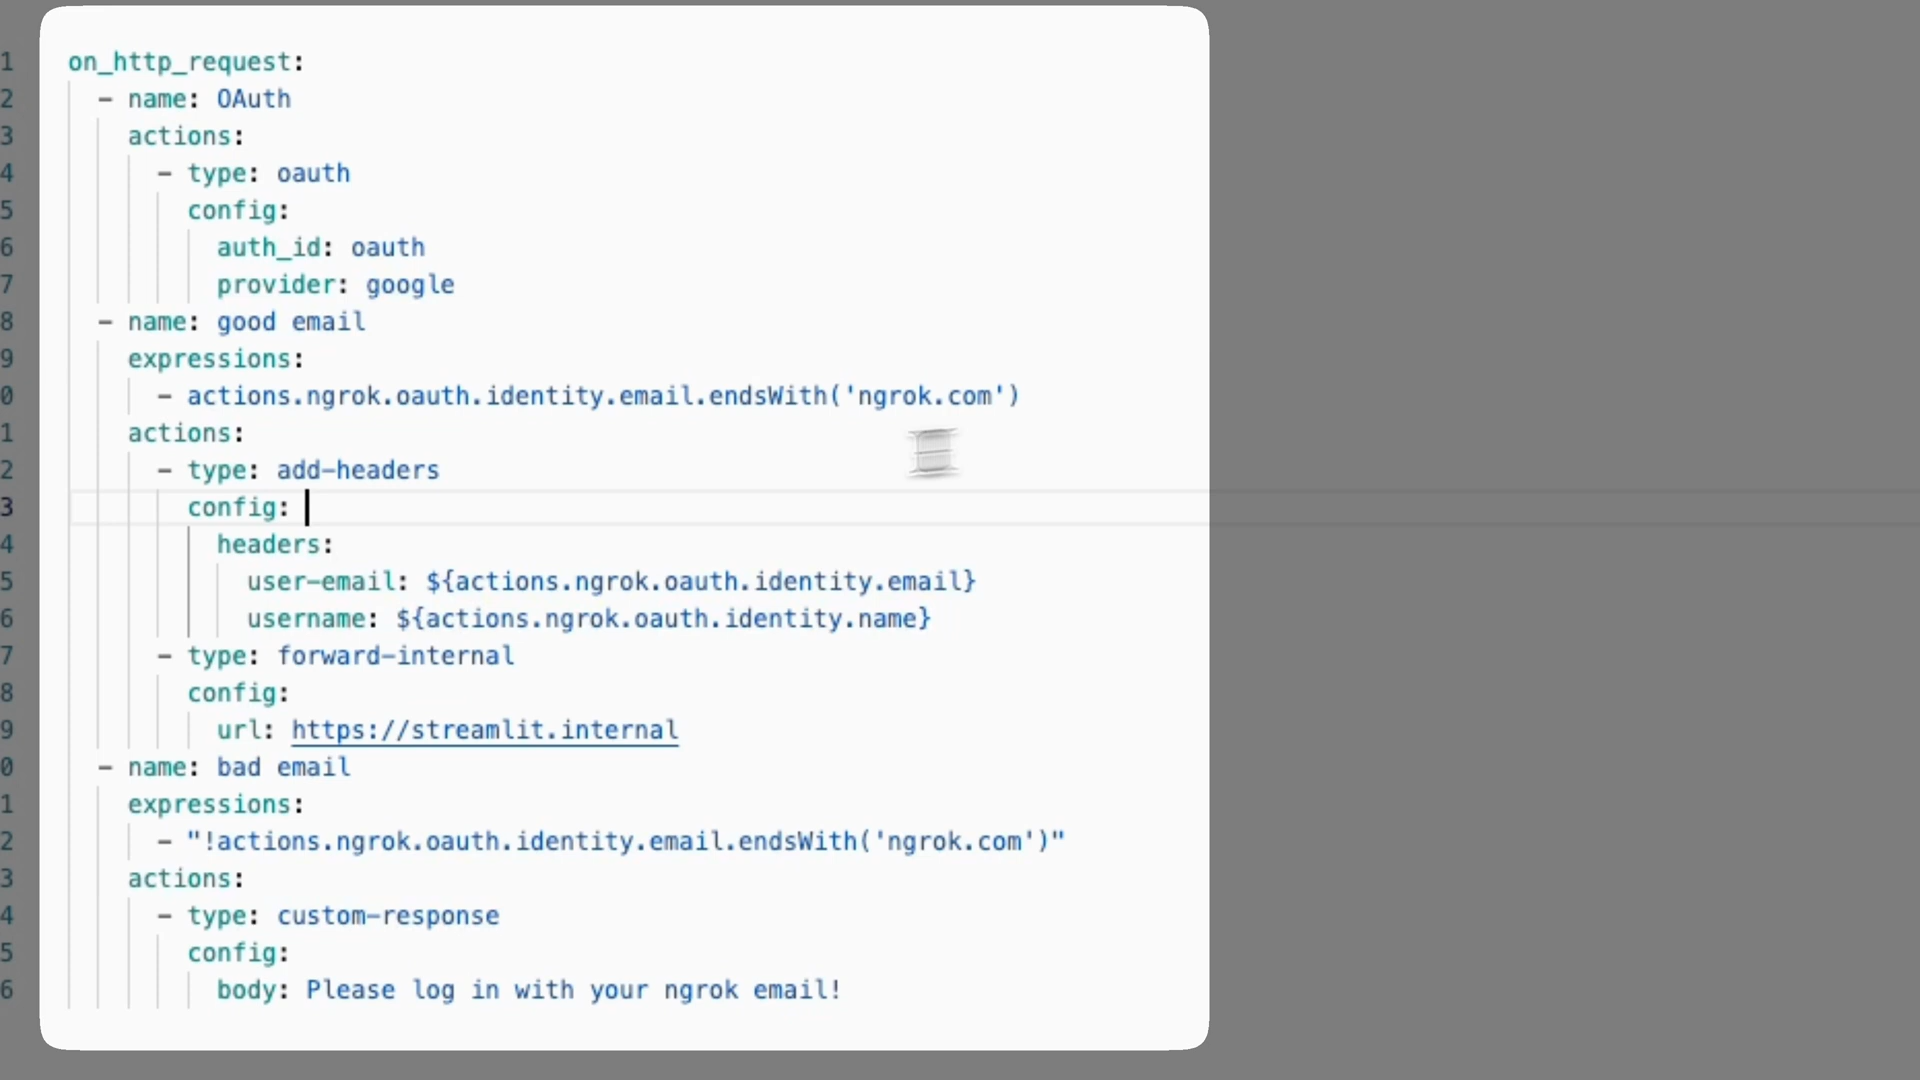 1 on_http_request:
2 - name: OAuth
3 actions:
4 - type: oauth
5 config:
6 auth_id: oauth
7 provider: google
8 - name: good email
9 expressions:
0 - actions.ngrok.oauth.identity.email.endsWith('ngrok.com')
1 actions:
2 - type: add-headers
3 config:
4 headers:
5 user-email: ${actions.ngrok.oauth.identity.email}
6 username: ${actions.ngrok.oauth.identity.name}
7 - type: forward-internal
8 config:
9 url: https://streamlit.internal
0 - name: bad email
1 expressions:
2 - "!actions.ngrok.oauth.identity.email.endsWith('ngrok.com')"
3 actions:
4 - type: custom-response
5 config:
6 body: Please log in with your ngrok email!